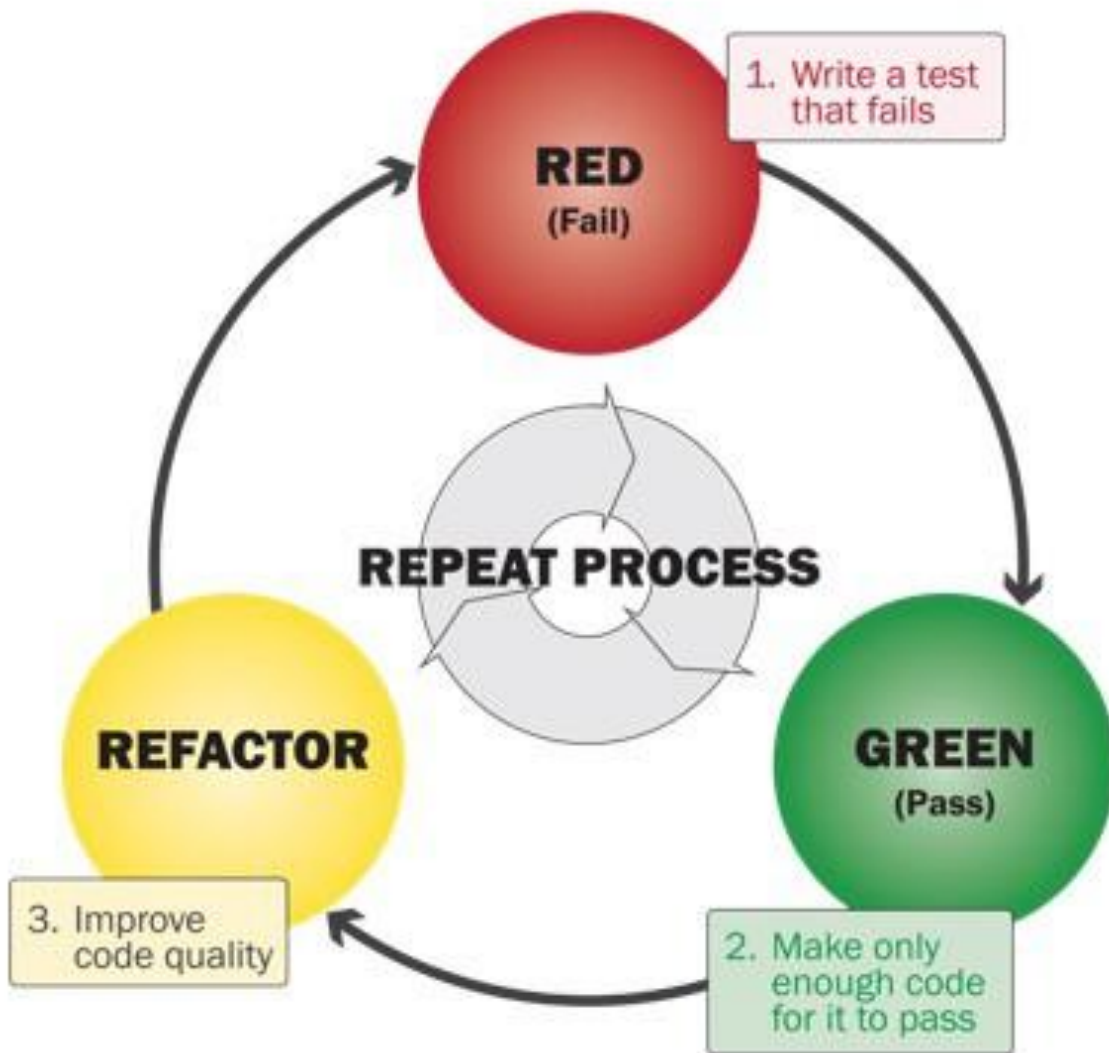 1. Write a test
that fails
RED
(Fail)
REPEAT PROCESS
REFACTOR
GREEN
(Pass)
3. Improve
code quality
2. Make only
enough code
for it to pass